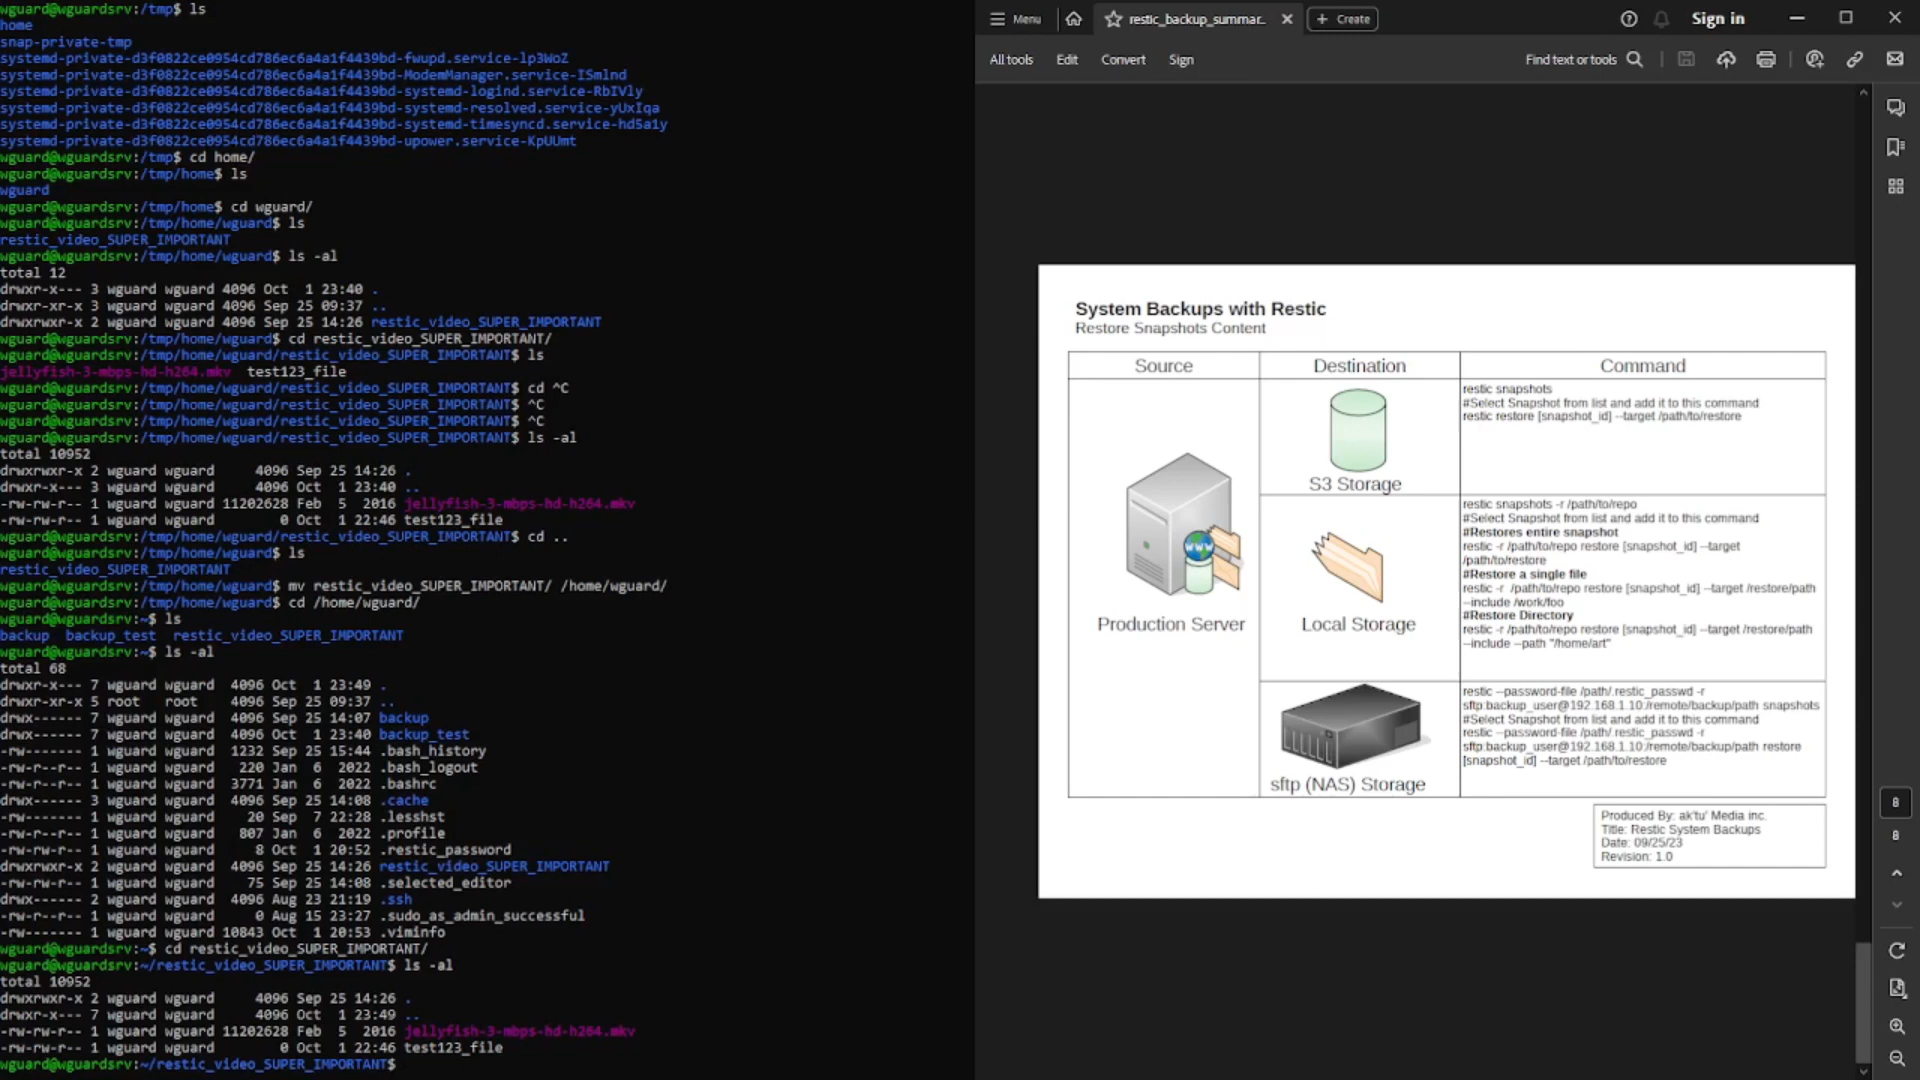 wguard@wguardsrv:/tmp$ ls
home
snap-private-tmp
systemd-private-d3f0822ce0954cd786ec6a4a1f4439bd-fwupd.service-lp3WoZ
systemd-private-d3f0822ce0954cd786ec6a4a1f4439bd-ModemManager.service-ISmlnd
systemd-private-d3f0822ce0954cd786ec6a4a1f4439bd-systemd-logind.service-RbIVly
systemd-private-d3f0822ce0954cd786ec6a4a1f4439bd-systemd-resolved.service-yUxIqa
systemd-private-d3f0822ce0954cd786ec6a4a1f4439bd-systemd-timesyncd.service-hd5a1y
systemd-private-d3f0822ce0954cd786ec6a4a1f4439bd-upower.service-KpUUmt
wguard@wguardsrv:/tmp$ cd home/
wguard@wguardsrv:/tmp/home$ ls
wguard
wguard@wguardsrv:/tmp/home$ cd wguard/
wguard@wguardsrv:/tmp/home/wguard$ ls
restic_video_SUPER_IMPORTANT
wguard@wguardsrv:/tmp/home/wguard$ ls -al
total 12
drwxr-x--- 3 wguard wguard 4096 Oct  1 23:40 .
drwxr-xr-x 3 wguard wguard 4096 Sep 25 09:37 ..
drwxrwxr-x 2 wguard wguard 4096 Sep 25 14:26 restic_video_SUPER_IMPORTANT
wguard@wguardsrv:/tmp/home/wguard$ cd restic_video_SUPER_IMPORTANT/
wguard@wguardsrv:/tmp/home/wguard/restic_video_SUPER_IMPORTANT$ ls
jellyfish-3-mbps-hd-h264.mkv  test123_file
wguard@wguardsrv:/tmp/home/wguard/restic_video_SUPER_IMPORTANT$ cd ^C
wguard@wguardsrv:/tmp/home/wguard/restic_video_SUPER_IMPORTANT$ ^C
wguard@wguardsrv:/tmp/home/wguard/restic_video_SUPER_IMPORTANT$ ^C
wguard@wguardsrv:/tmp/home/wguard/restic_video_SUPER_IMPORTANT$ ls -al
total 10952
drwxrwxr-x 2 wguard wguard     4096 Sep 25 14:26 .
drwxr-x--- 3 wguard wguard     4096 Oct  1 23:40 ..
-rw-rw-r-- 1 wguard wguard 11202628 Feb  5  2016 jellyfish-3-mbps-hd-h264.mkv
-rw-rw-r-- 1 wguard wguard        0 Oct  1 22:46 test123_file
wguard@wguardsrv:/tmp/home/wguard/restic_video_SUPER_IMPORTANT$ cd ..
wguard@wguardsrv:/tmp/home/wguard$ ls
restic_video_SUPER_IMPORTANT
wguard@wguardsrv:/tmp/home/wguard$ mv restic_video_SUPER_IMPORTANT/ /home/wguard/
wguard@wguardsrv:/tmp/home/wguard$ cd /home/wguard/
wguard@wguardsrv:~$ ls
backup  backup_test  restic_video_SUPER_IMPORTANT
wguard@wguardsrv:~$ ls -al
total 68
drwxr-x--- 7 wguard wguard  4096 Oct  1 23:49 .
drwxr-xr-x 5 root   root    4096 Sep 25 09:37 ..
drwx------ 7 wguard wguard  4096 Sep 25 14:07 backup
drwx------ 7 wguard wguard  4096 Oct  1 23:40 backup_test
-rw------- 1 wguard wguard  1232 Sep 25 15:44 .bash_history
-rw-r--r-- 1 wguard wguard   220 Jan  6  2022 .bash_logout
-rw-r--r-- 1 wguard wguard  3771 Jan  6  2022 .bashrc
drwx------ 3 wguard wguard  4096 Sep 25 14:08 .cache
-rw------- 1 wguard wguard    20 Sep  7 22:28 .lesshst
-rw-r--r-- 1 wguard wguard   807 Jan  6  2022 .profile
-rw-rw-r-- 1 wguard wguard     8 Oct  1 20:52 .restic_password
drwxrwxr-x 2 wguard wguard  4096 Sep 25 14:26 restic_video_SUPER_IMPORTANT
-rw-rw-r-- 1 wguard wguard    75 Sep 25 14:08 .selected_editor
drwx------ 2 wguard wguard  4096 Aug 23 21:19 .ssh
-rw-r--r-- 1 wguard wguard     0 Aug 15 23:27 .sudo_as_admin_successful
-rw------- 1 wguard wguard 10843 Oct  1 20:53 .viminfo
wguard@wguardsrv:~$ cd restic_video_SUPER_IMPORTANT/
wguard@wguardsrv:~/restic_video_SUPER_IMPORTANT$ ls -al
total 10952
drwxrwxr-x 2 wguard wguard     4096 Sep 25 14:26 .
drwxr-x--- 7 wguard wguard     4096 Oct  1 23:49 ..
-rw-rw-r-- 1 wguard wguard 11202628 Feb  5  2016 jellyfish-3-mbps-hd-h264.mkv
-rw-rw-r-- 1 wguard wguard        0 Oct  1 22:46 test123_file
wguard@wguardsrv:~/restic_video_SUPER_IMPORTANT$
Menu restic_backup_summar... Create Sign in
All tools Edit Convert Sign Find text or tools
System Backups with Restic
Restore Snapshots Content
Source Destination Command
Production Server
S3 Storage
restic snapshots
#Select Snapshot from list and add it to this command
restic restore [snapshot_id] --target /path/to/restore
Local Storage
restic snapshots -r /path/to/repo
#Select Snapshot from list and add it to this command
#Restores entire snapshot
restic -r /path/to/repo restore [snapshot_id] --target
/path/to/restore
#Restore a single file
restic -r  /path/to/repo restore [snapshot_id] --target /restore/path
--include /work/foo
#Restore Directory
restic -r /path/to/repo restore [snapshot_id] --target /restore/path
--include --path "/home/art"
sftp (NAS) Storage
restic --password-file /path/.restic_passwd -r
sftp:backup_user@192.168.1.10:/remote/backup/path snapshots
#Select Snapshot from list and add it to this command
restic --password-file /path/.restic_passwd -r
sftp:backup_user@192.168.1.10:/remote/backup/path restore
[snapshot_id] --target /path/to/restore
Produced By: ak'tu' Media inc.
Title: Restic System Backups
Date: 09/25/23
Revision: 1.0
8
8